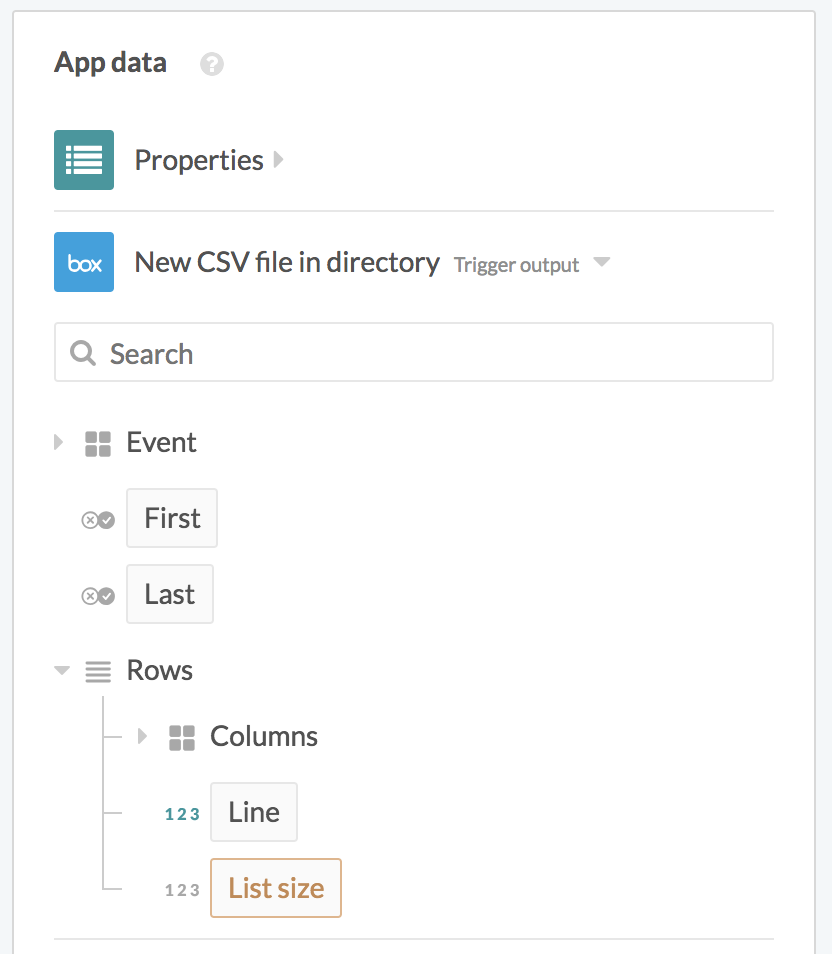 App data ?
Properties
box New CSV file in directory Trigger output
Search
Event
First
Last
Rows
Columns
123 Line
123 List size